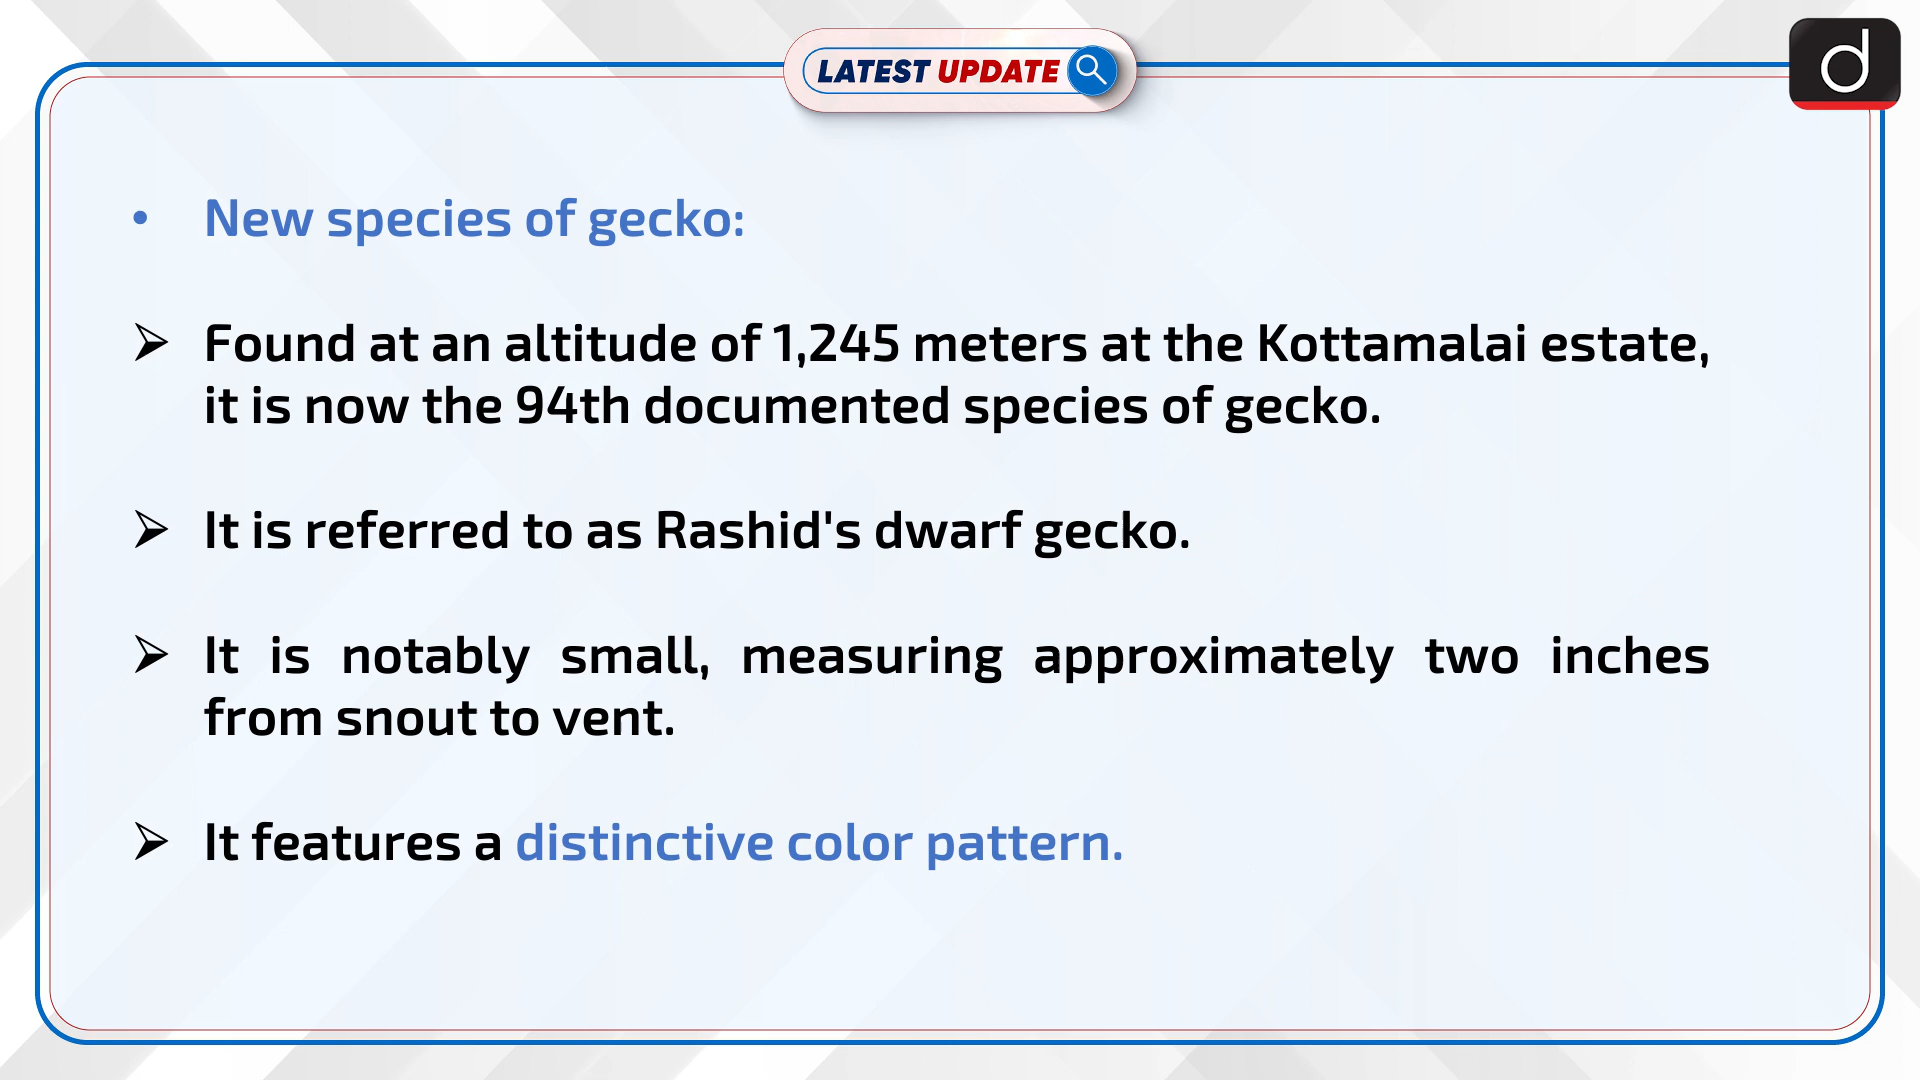 LATEST UPDATE
d
• New species of gecko:
➢ Found at an altitude of 1,245 meters at the Kottamalai estate,
it is now the 94th documented species of gecko.
➢ It is referred to as Rashid's dwarf gecko.
➢ It is notably small, measuring approximately two inches
from snout to vent.
➢ It features a distinctive color pattern.